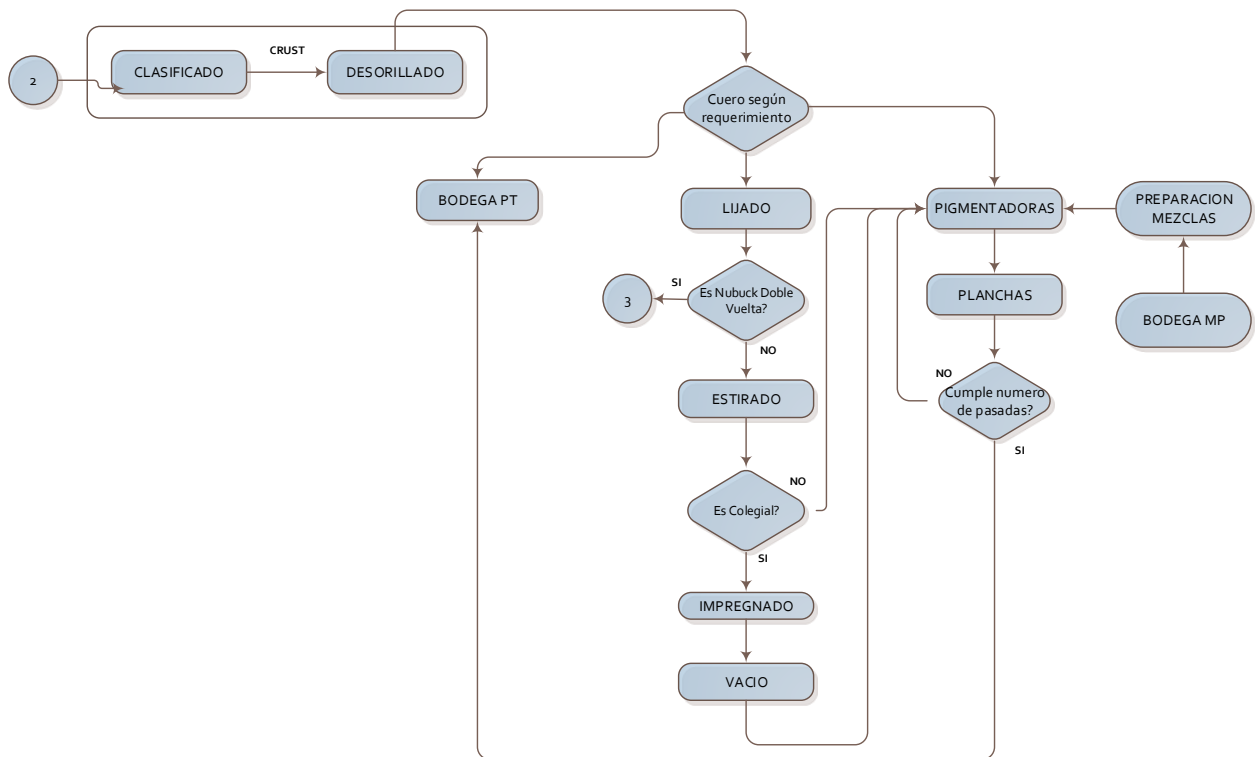 CRUST
2
CLASIFICADO
DESORILLADO
Cuero según
requerimiento
BODEGA PT
LIJADO
PIGMENTADORAS
PREPARACION
MEZCLAS
SI
3
Es Nubuck Doble
Vuelta?
PLANCHAS
BODEGA MP
NO
ESTIRADO
NO
Cumple numero
de pasadas?
SI
NO
Es Colegial?
SI
IMPREGNADO
VACIO